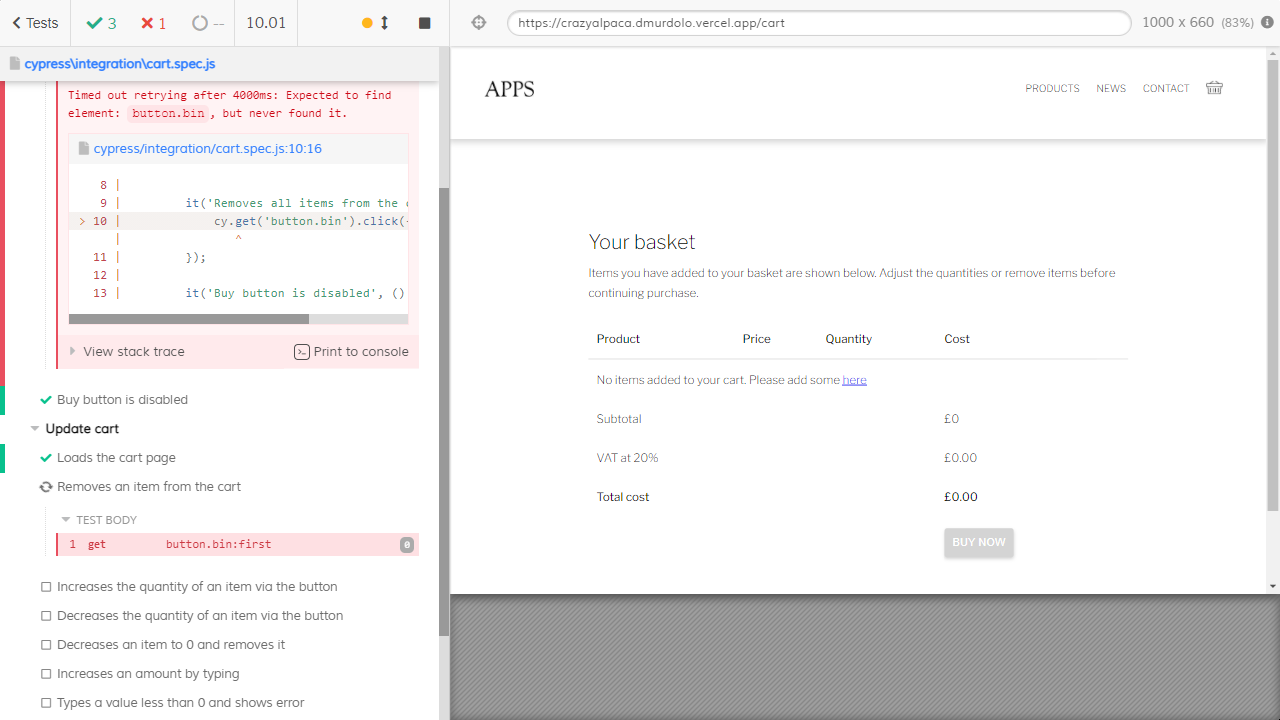 Tests
3
1
--
10.01
https://crazyalpaca.dmurdolo.vercel.app/cart
1000 x 660 (83%)
cypress\integration\cart.spec.js
Timed out retrying after 4000ms: Expected to find
element: button.bin, but never found it.
cypress/integration/cart.spec.js:10:16
8 |
9 | it('Removes all items from the
> 10 | cy.get('button.bin').click(
| ^
11 | });
12 |
13 | it('Buy button is disabled', ()
View stack trace
Print to console
Buy button is disabled
Update cart
Loads the cart page
Removes an item from the cart
TEST BODY
1 get button.bin:first 0
Increases the quantity of an item via the button
Decreases the quantity of an item via the button
Decreases an item to 0 and removes it
Increases an amount by typing
Types a value less than 0 and shows error
APPS
PRODUCTS NEWS CONTACT
Your basket
Items you have added to your basket are shown below. Adjust the quantities or remove items before
continuing purchase.
Product Price Quantity Cost
No items added to your cart. Please add some here
Subtotal £0
VAT at 20% £0.00
Total cost £0.00
BUY NOW